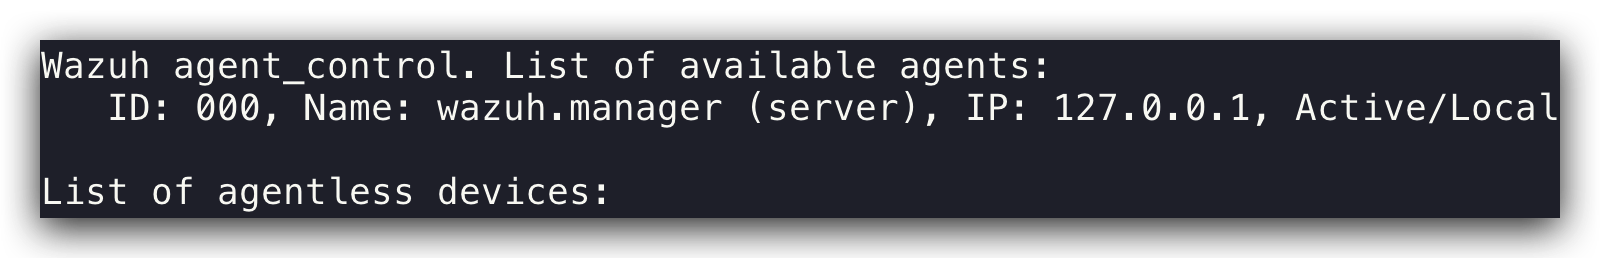 Wazuh agent_control. List of available agents:
   ID: 000, Name: wazuh.manager (server), IP: 127.0.0.1, Active/Local

List of agentless devices: